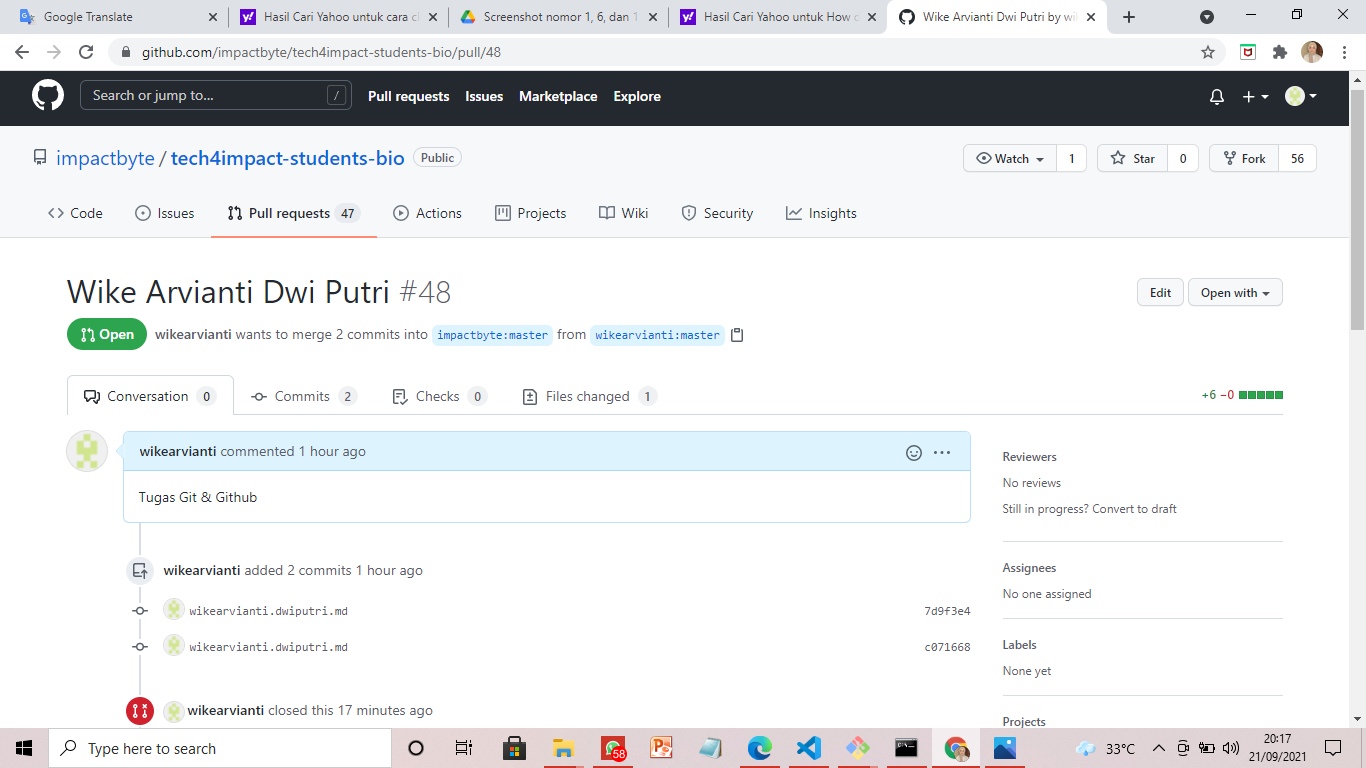 Google Translate
Hasil Cari Yahoo untuk cara cl
Screenshot nomor 1, 6, dan 1
Hasil Cari Yahoo untuk How c
Wike Arvianti Dwi Putri by wi
github.com/impactbyte/tech4impact-students-bio/pull/48
Search or jump to...
/
Pull requests
Issues
Marketplace
Explore
impactbyte / tech4impact-students-bio
Public
Watch
1
Star
0
Fork
56
Code
Issues
Pull requests
47
Actions
Projects
Wiki
Security
Insights
Wike Arvianti Dwi Putri #48
Edit
Open with
Open
wikearvianti wants to merge 2 commits into impactbyte:master from wikearvianti:master
Conversation 0
Commits 2
Checks 0
Files changed 1
+6 −0
wikearvianti commented 1 hour ago
Tugas Git & Github
Reviewers
No reviews
Still in progress? Convert to draft
wikearvianti added 2 commits 1 hour ago
Assignees
No one assigned
wikearvianti.dwiputri.md
7d9f3e4
wikearvianti.dwiputri.md
c071668
Labels
None yet
wikearvianti closed this 17 minutes ago
Projects
Type here to search
58
33°C
20:17
21/09/2021